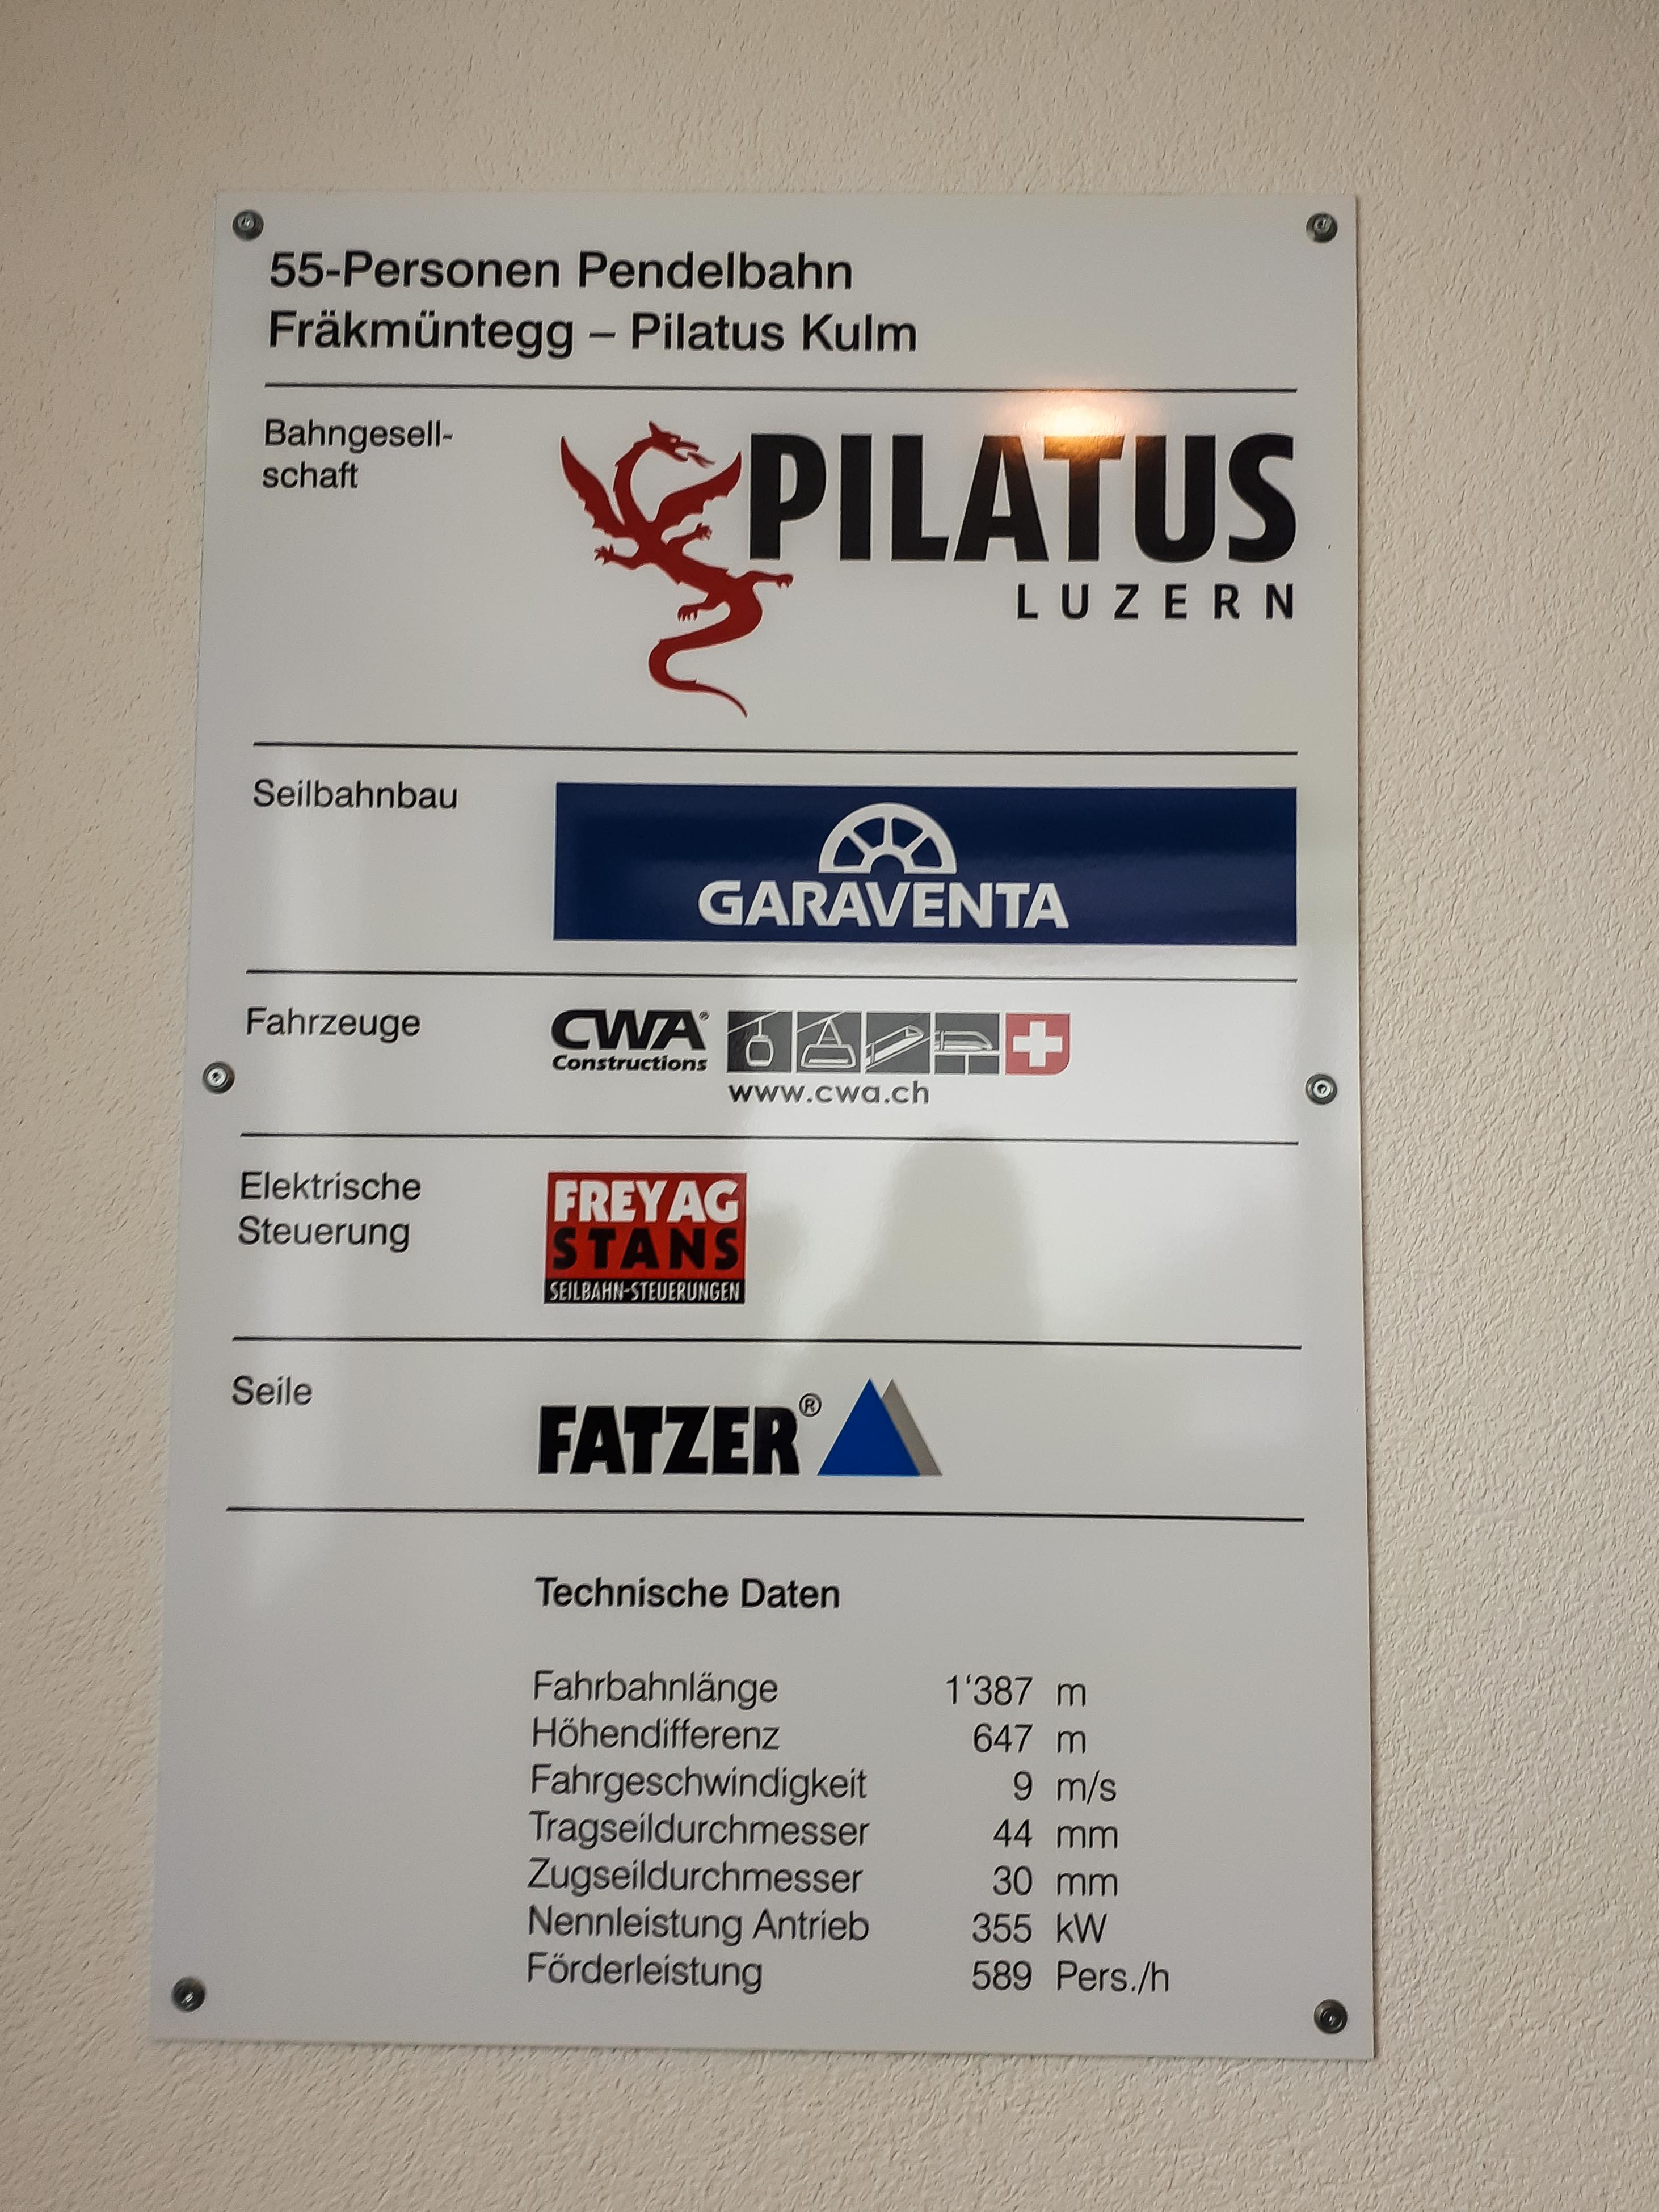 55-Personen Pendelbahn
Fräkmüntegg – Pilatus Kulm
Bahngesell-
schaft
PILATUS
LUZERN
Seilbahnbau
GARAVENTA
Fahrzeuge
CWA®
Constructions
www.cwa.ch
Elektrische
Steuerung
FREY AG
STANS
SEILBAHN-STEUERUNGEN
Seile
FATZER®
Technische Daten
Fahrbahnlänge 1‘387 m
Höhendifferenz 647 m
Fahrgeschwindigkeit 9 m/s
Tragseildurchmesser 44 mm
Zugseildurchmesser 30 mm
Nennleistung Antrieb 355 kW
Förderleistung 589 Pers./h